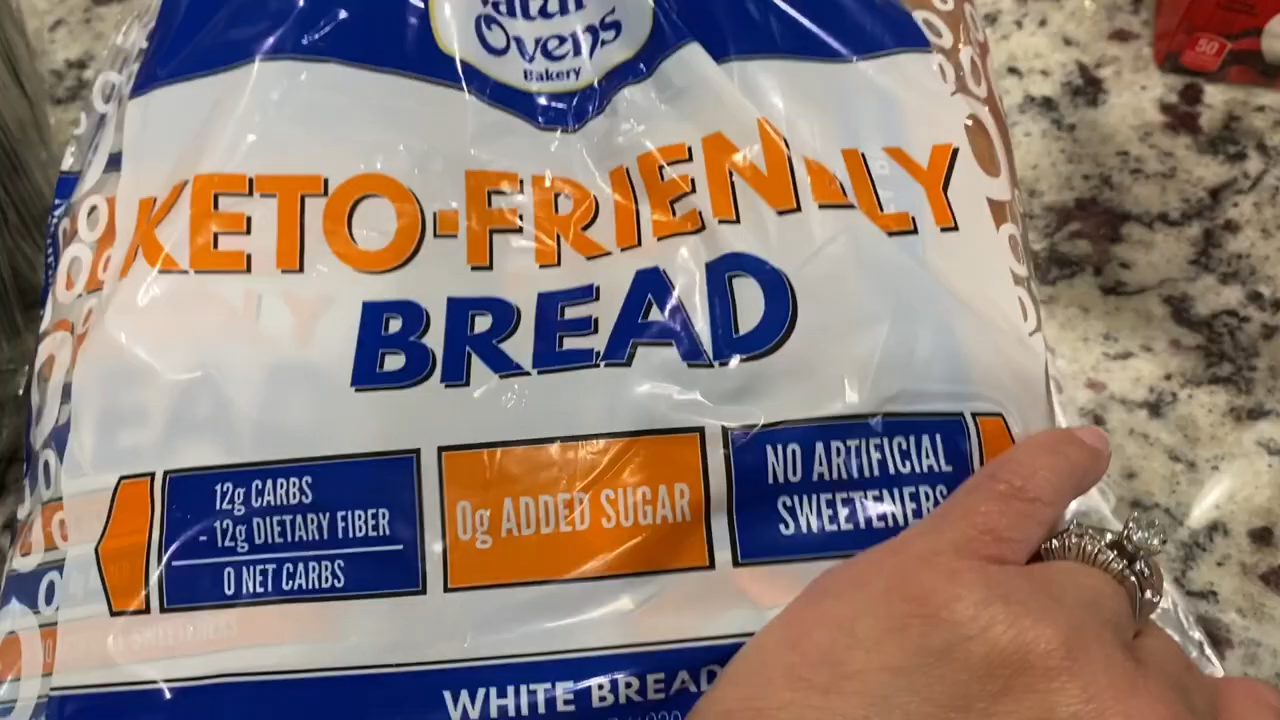 Ovens
Bakery
KETO-FRIENDLY
BREAD
12g CARBS
- 12g DIETARY FIBER
0 NET CARBS
0g ADDED SUGAR
NO ARTIFICIAL
SWEETENERS
WHITE BREAD
50